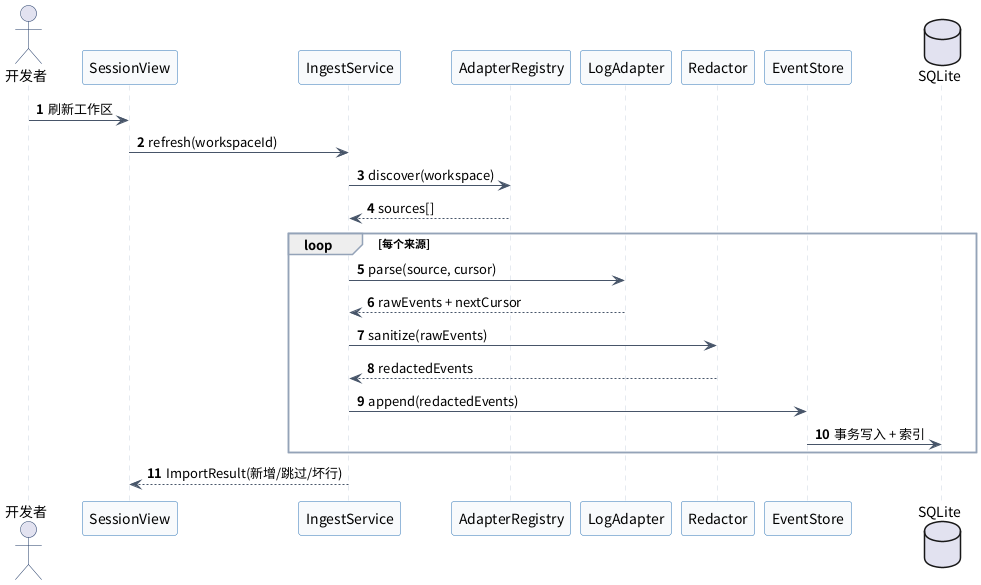 开发者
SessionView
IngestService
AdapterRegistry
LogAdapter
Redactor
EventStore
SQLite
1 刷新工作区
2 refresh(workspaceId)
3 discover(workspace)
4 sources[]
loop [每个来源]
5 parse(source, cursor)
6 rawEvents + nextCursor
7 sanitize(rawEvents)
8 redactedEvents
9 append(redactedEvents)
10 事务写入 + 索引
11 ImportResult(新增/跳过/坏行)
开发者
SessionView
IngestService
AdapterRegistry
LogAdapter
Redactor
EventStore
SQLite